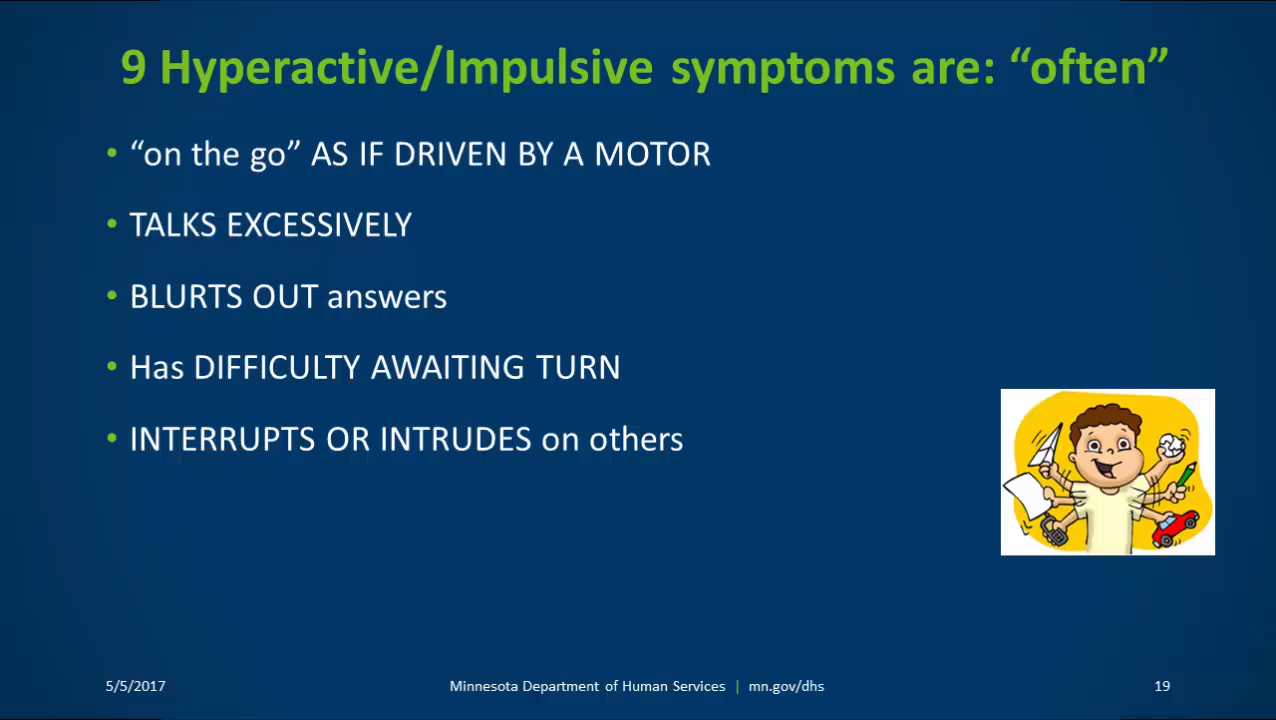 9 Hyperactive/Impulsive symptoms are: “often”
• “on the go” AS IF DRIVEN BY A MOTOR
• TALKS EXCESSIVELY
• BLURTS OUT answers
• Has DIFFICULTY AWAITING TURN
• INTERRUPTS OR INTRUDES on others
5/5/2017 Minnesota Department of Human Services | mn.gov/dhs 19